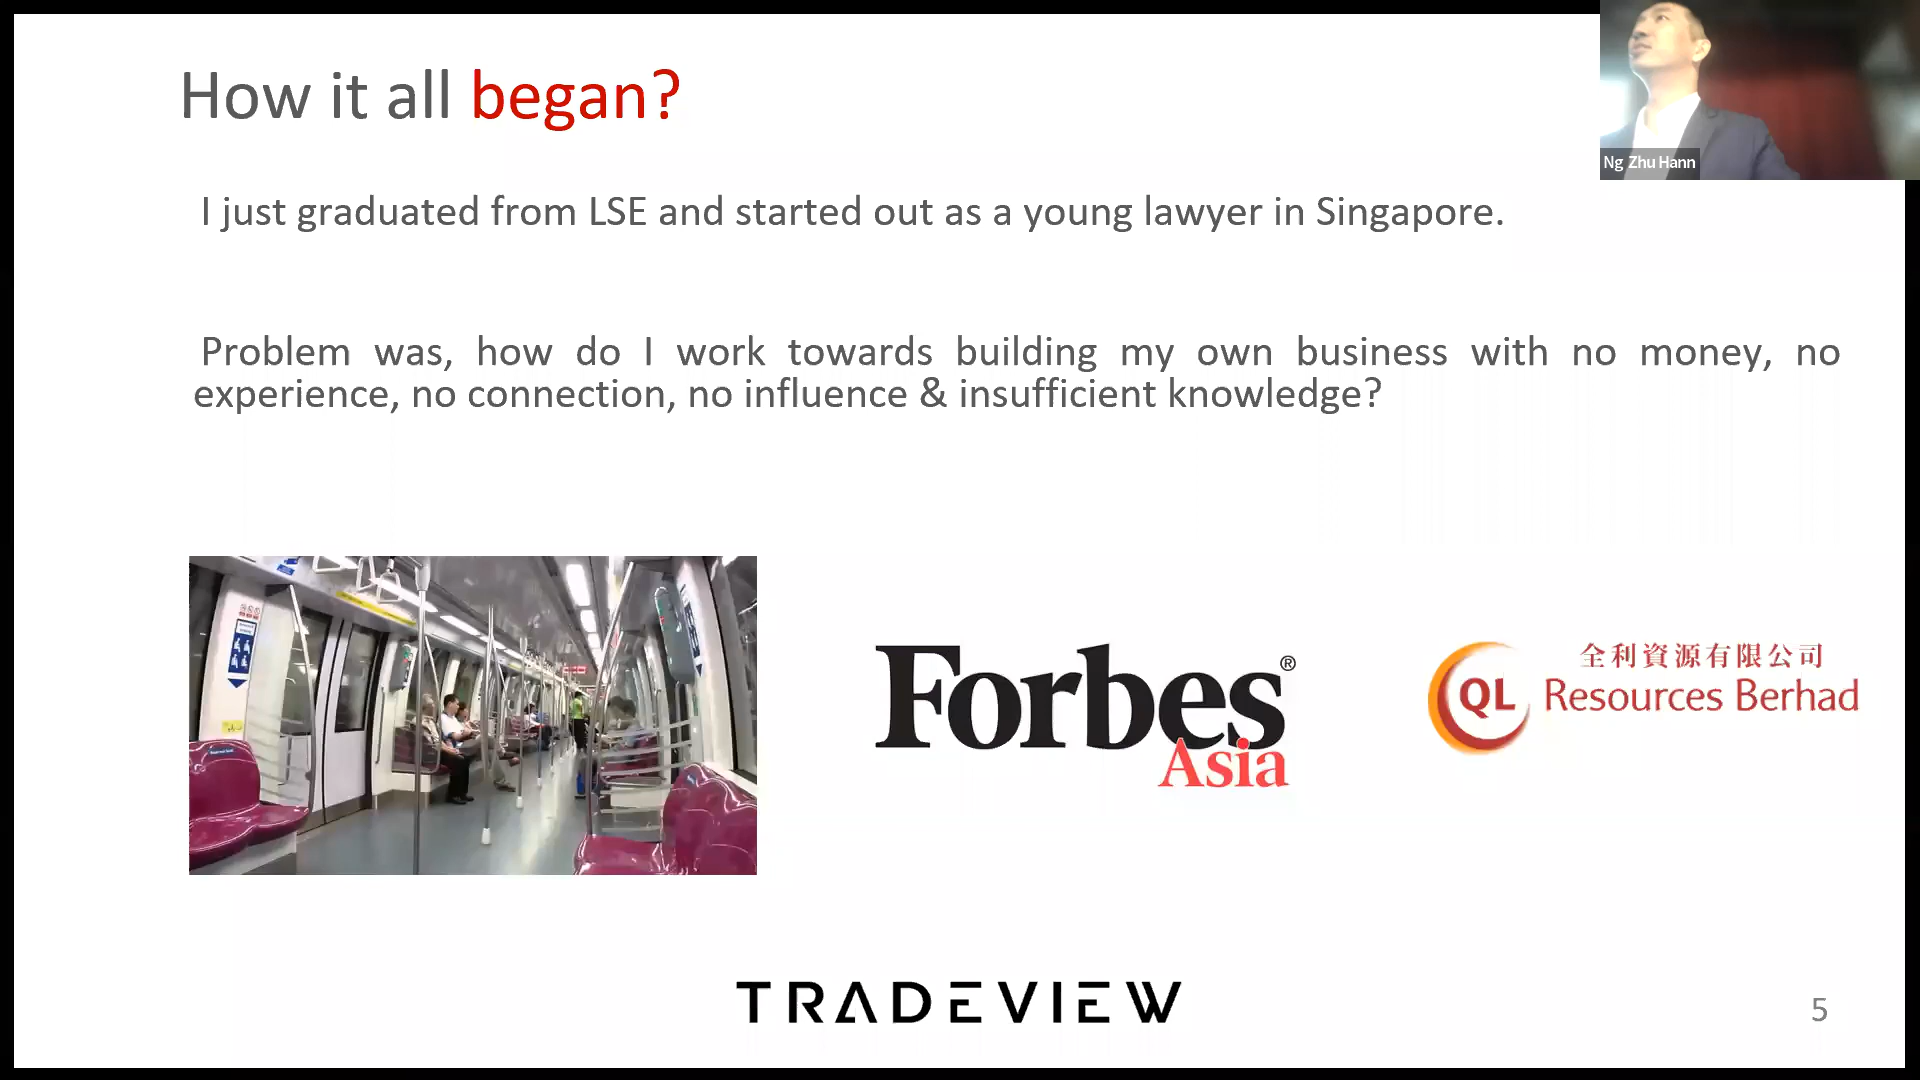 How it all began?
Ng Zhu Hann
I just graduated from LSE and started out as a young lawyer in Singapore.
Problem was, how do I work towards building my own business with no money, no
experience, no connection, no influence & insufficient knowledge?
Forbes®
Asia
全利資源有限公司
QL Resources Berhad
TRADEVIEW
5